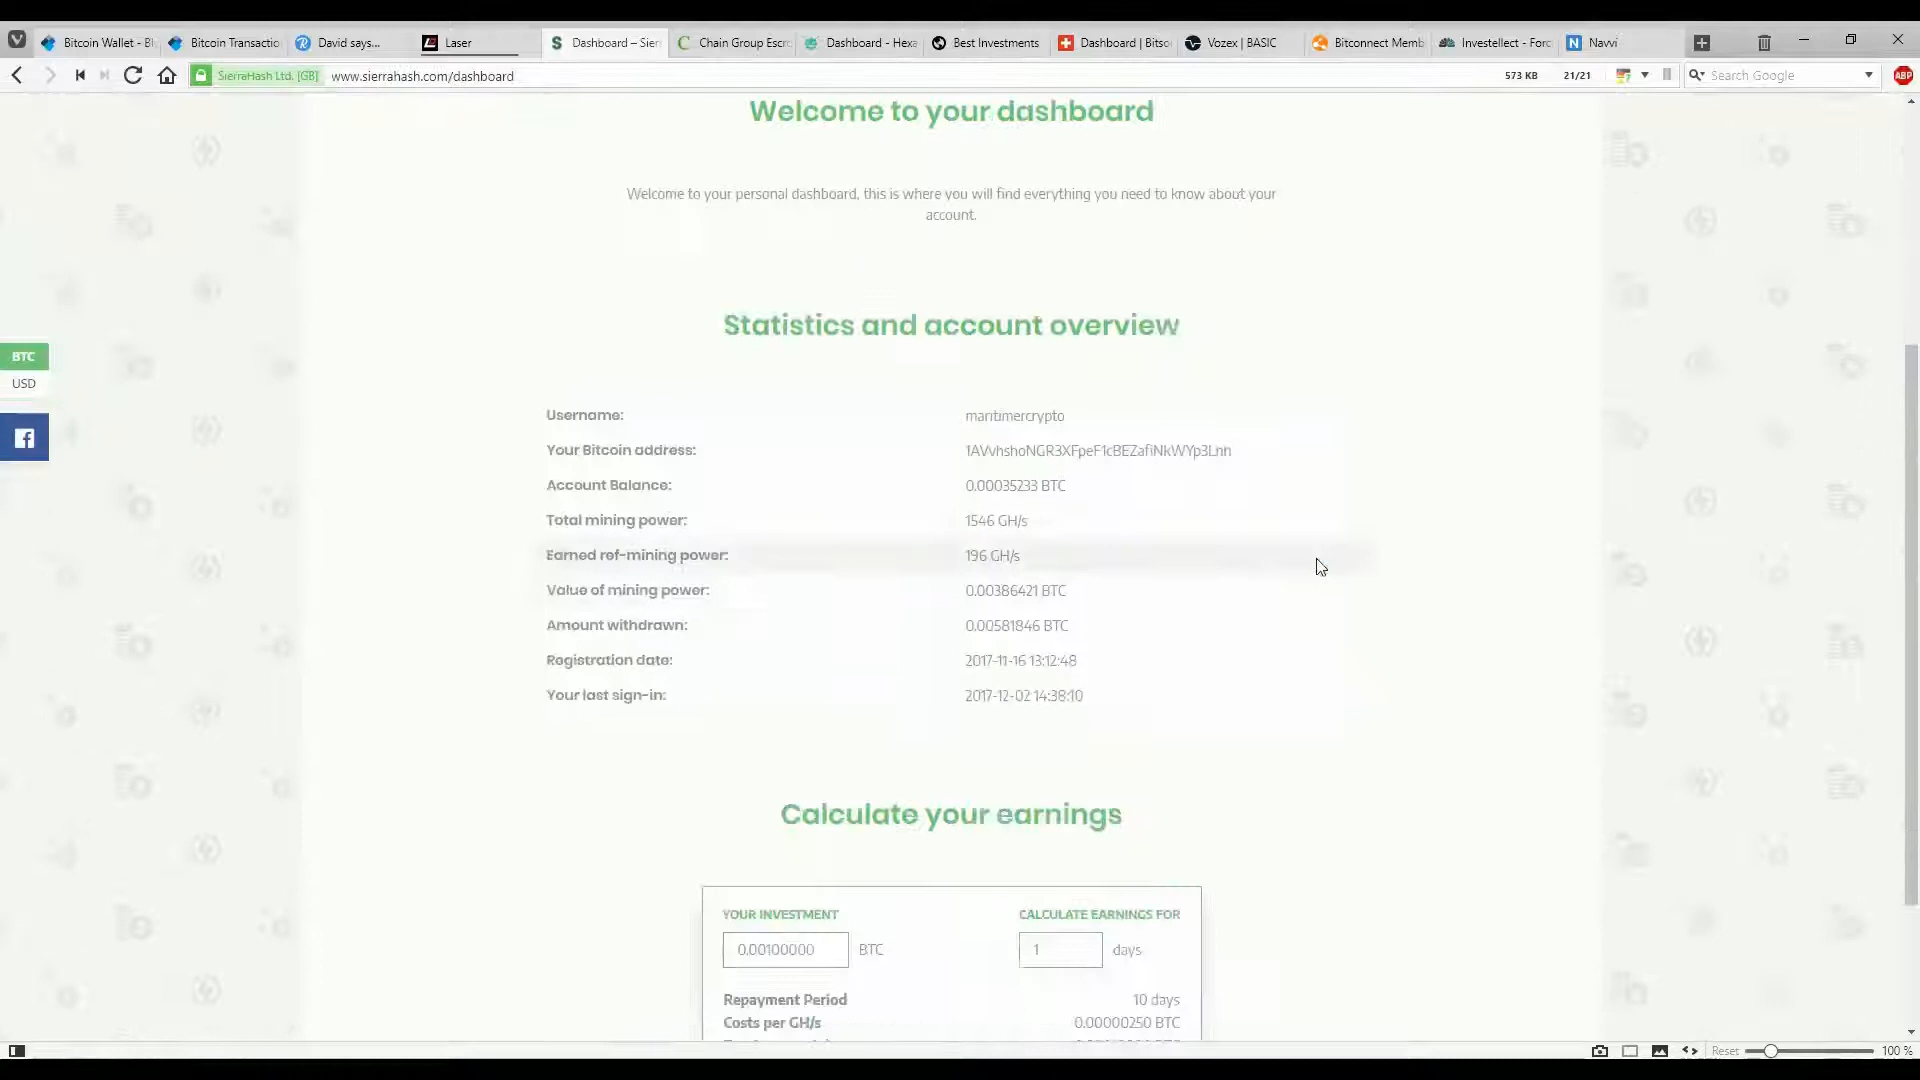 Bitcoin Wallet - Bl
Bitcoin Transactio
David says...
Laser
Dashboard – Sier
Chain Group Escr
Dashboard - Hexa
Best Investments
Dashboard | Bitso
Vozex | BASIC
Bitconnect Memb
Investellect - Forc
Navvi
SierraHash Ltd. [GB]
www.sierrahash.com/dashboard
573 KB
21/21
Search Google
ABP
Welcome to your dashboard
Welcome to your personal dashboard, this is where you will find everything you need to know about your
account.
Statistics and account overview
BTC
USD
Username: maritimercrypto
Your Bitcoin address:
Account Balance: 0.00035233 BTC
Total mining power: 1546 GH/s
Earned ref-mining power: 196 GH/s
Value of mining power: 0.00386421 BTC
Amount withdrawn: 0.00581846 BTC
Registration date: 2017-11-16 13:12:48
Your last sign-in: 2017-12-02 14:38:10
Calculate your earnings
YOUR INVESTMENT CALCULATE EARNINGS FOR
0.00100000 BTC 1 days
Repayment Period 10 days
Costs per GH/s 0.00000250 BTC
Reset
100 %